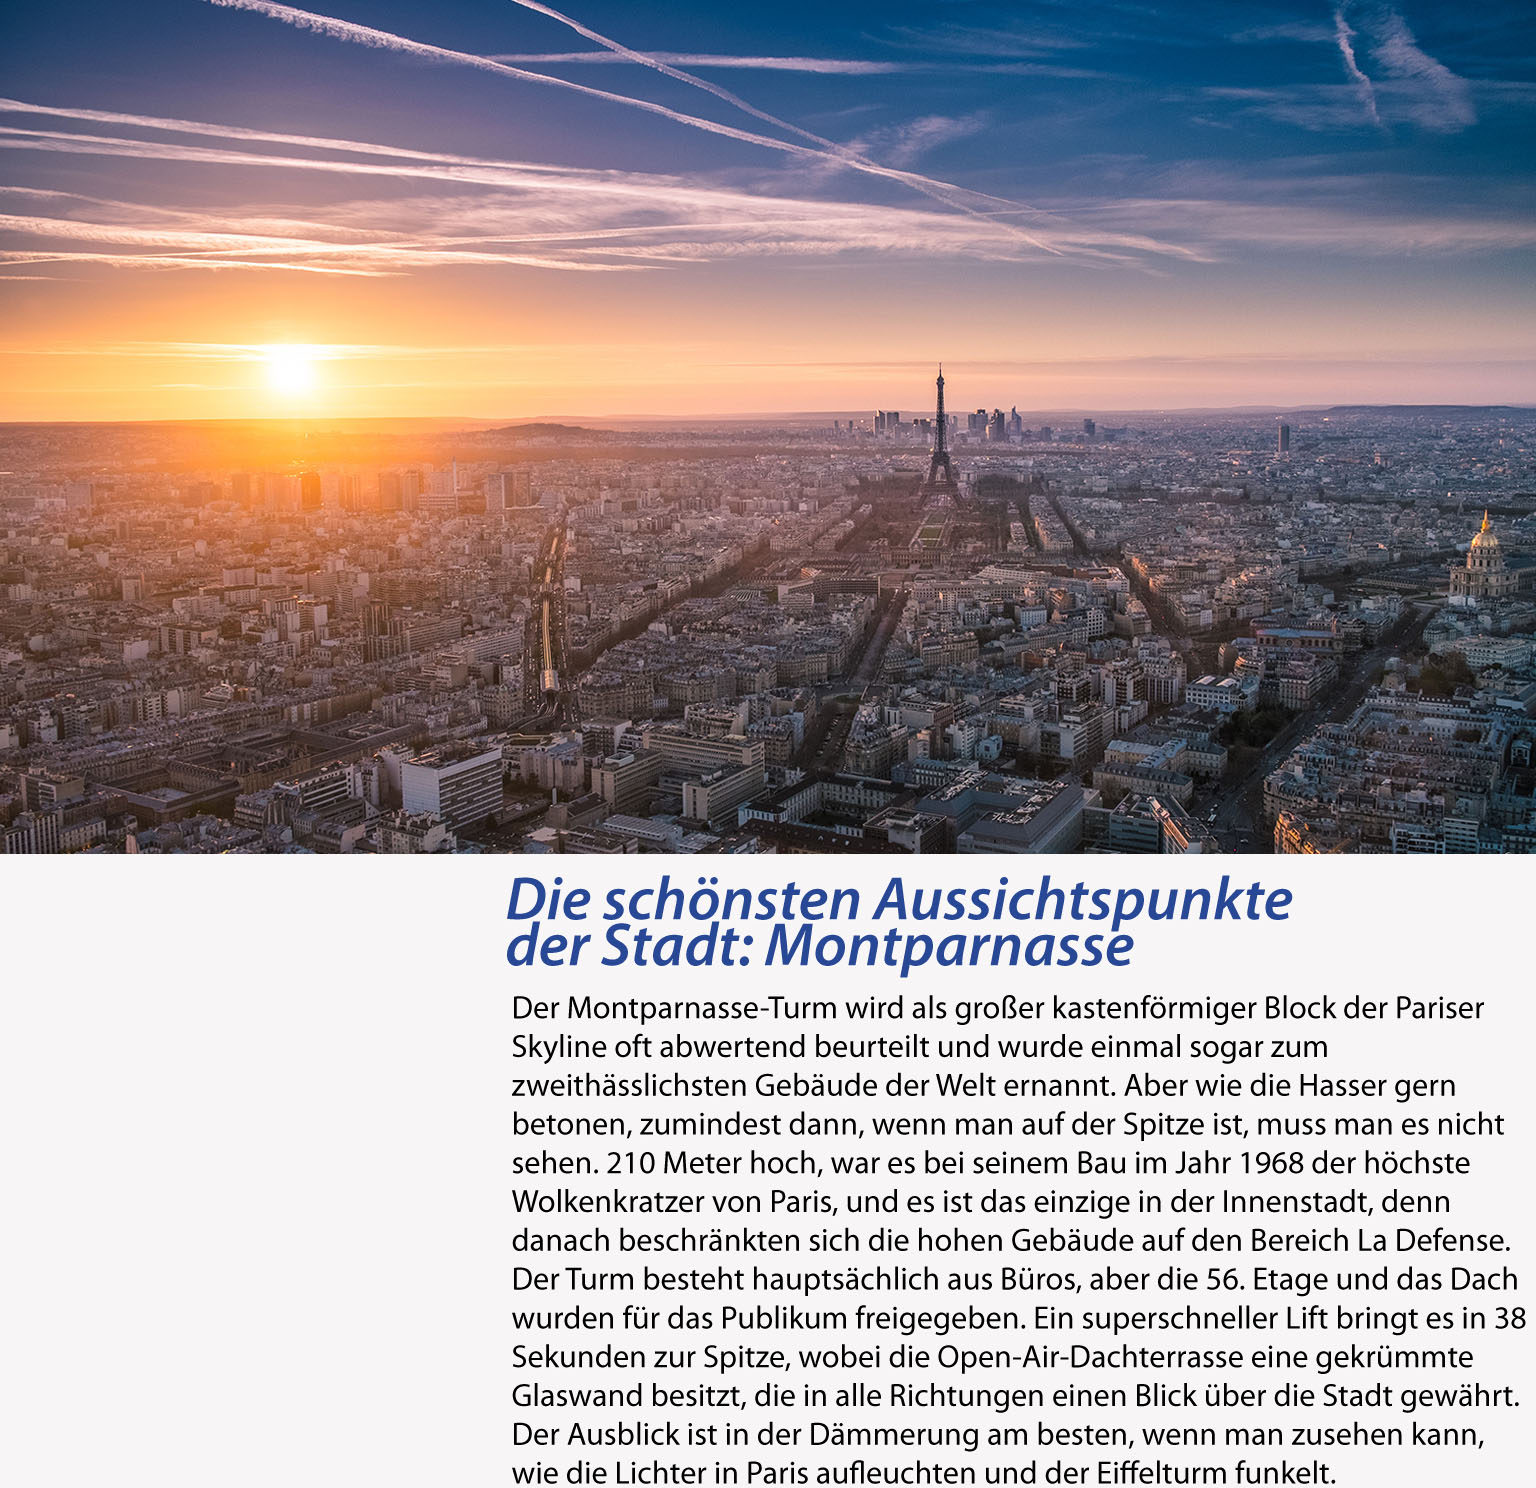 Die schönsten Aussichtspunkte
der Stadt: Montparnasse
Der Montparnasse-Turm wird als großer kastenförmiger Block der Pariser
Skyline oft abwertend beurteilt und wurde einmal sogar zum
zweithässlichsten Gebäude der Welt ernannt. Aber wie die Hasser gern
betonen, zumindest dann, wenn man auf der Spitze ist, muss man es nicht
sehen. 210 Meter hoch, war es bei seinem Bau im Jahr 1968 der höchste
Wolkenkratzer von Paris, und es ist das einzige in der Innenstadt, denn
danach beschränkten sich die hohen Gebäude auf den Bereich La Defense.
Der Turm besteht hauptsächlich aus Büros, aber die 56. Etage und das Dach
wurden für das Publikum freigegeben. Ein superschneller Lift bringt es in 38
Sekunden zur Spitze, wobei die Open-Air-Dachterrasse eine gekrümmte
Glaswand besitzt, die in alle Richtungen einen Blick über die Stadt gewährt.
Der Ausblick ist in der Dämmerung am besten, wenn man zusehen kann,
wie die Lichter in Paris aufleuchten und der Eiffelturm funkelt.